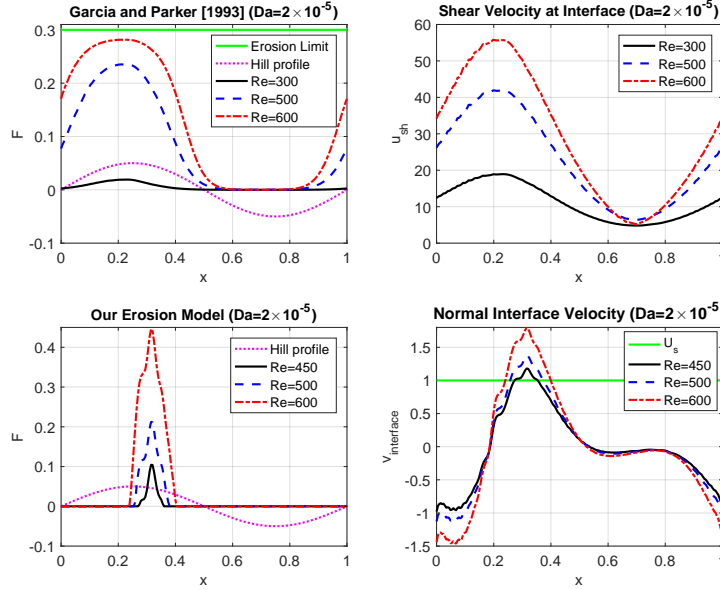 Garcia and Parker [1993] (Da=2×10⁻⁵)
0.3
0.2
0.1
0
-0.1
F
0 0.2 0.4 0.6 0.8 1
x
Erosion Limit
Hill profile
Re=300
Re=500
Re=600
Shear Velocity at Interface (Da=2×10⁻⁵)
60
50
40
30
20
10
0
u_sh
0 0.2 0.4 0.6 0.8 1
x
Re=300
Re=500
Re=600
Our Erosion Model (Da=2×10⁻⁵)
0.4
0.3
0.2
0.1
0
-0.1
F
0 0.2 0.4 0.6 0.8 1
x
Hill profile
Re=450
Re=500
Re=600
Normal Interface Velocity (Da=2×10⁻⁵
1.5
1
0.5
0
-0.5
-1
-1.5
v_interface
0 0.2 0.4 0.6 0.8 1
x
U_s
Re=450
Re=500
Re=600